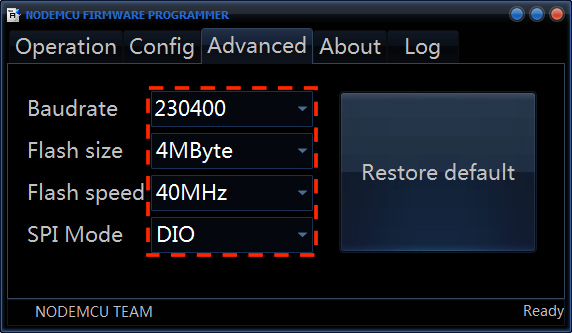 NODEMCU FIRMWARE PROGRAMMER
Operation Config Advanced About Log
Baudrate 230400
Flash size 4MByte
Flash speed 40MHz
SPI Mode DIO
Restore default
NODEMCU TEAM Ready